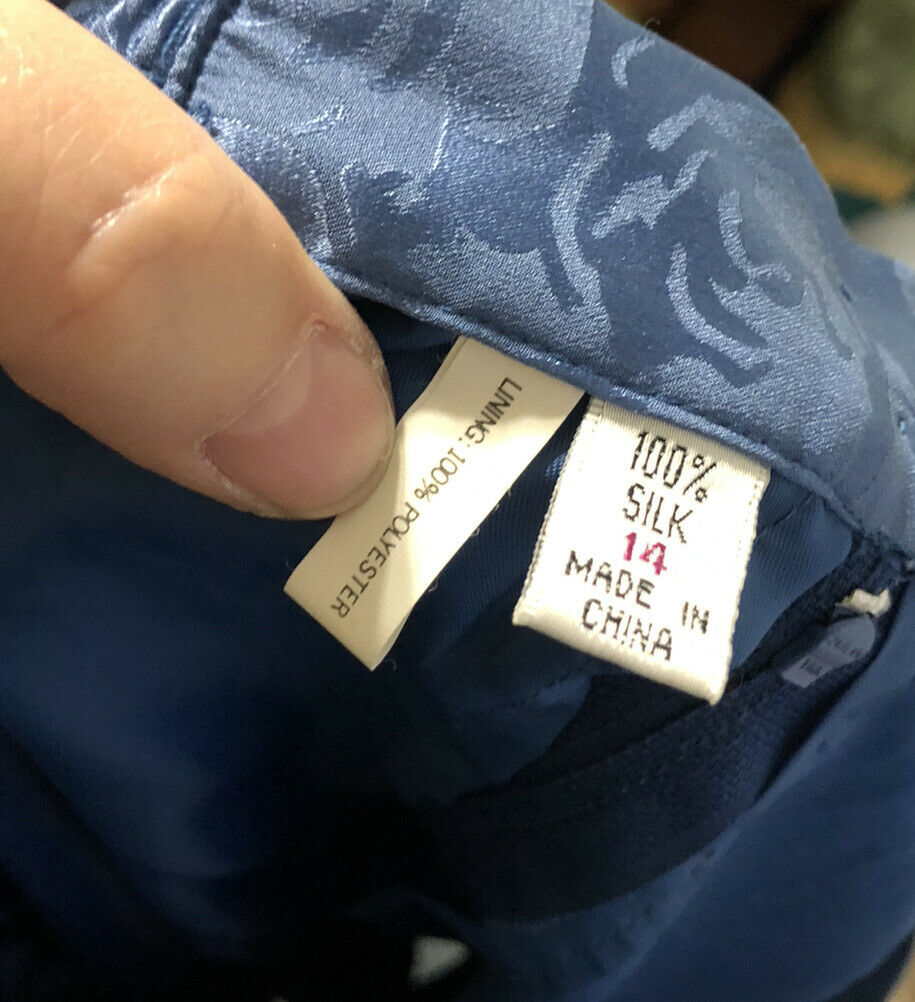 LINING: 100% POLYESTER
100%
SILK
14
MADE IN
CHINA